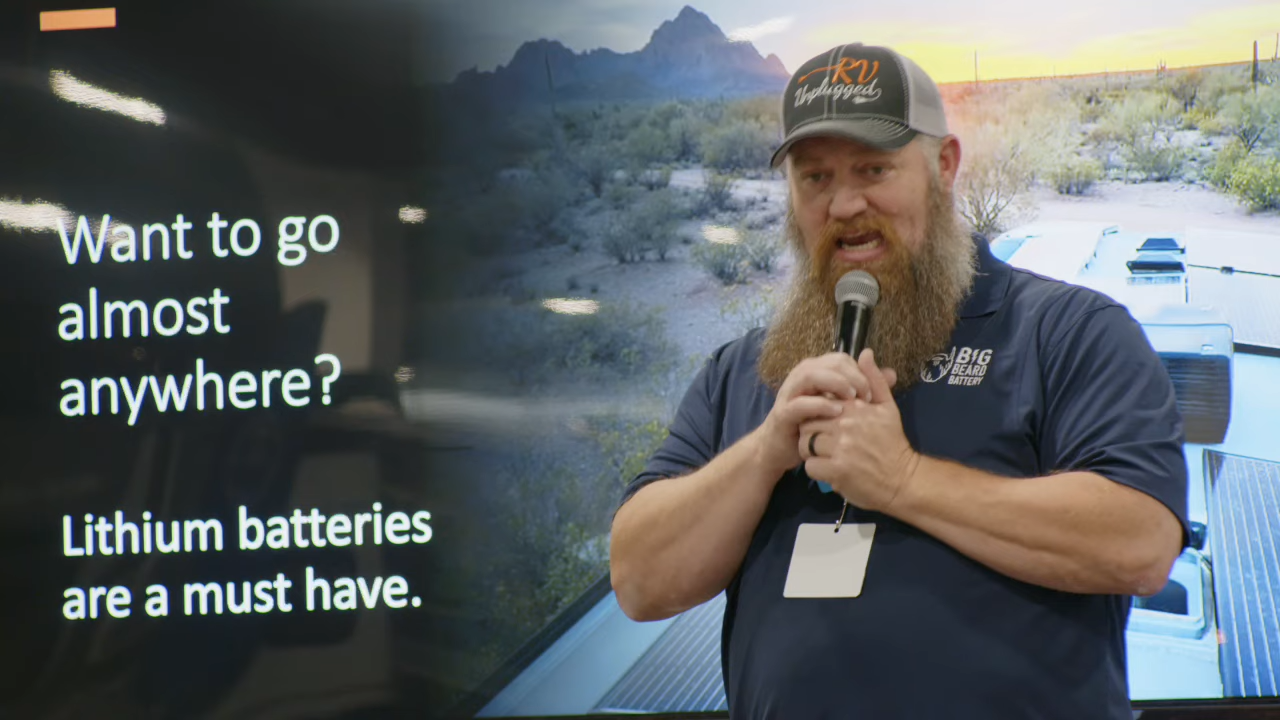 Want to go
almost
anywhere?
Lithium batteries
are a must have.
RV
Unplugged
BIG
BEARD
BATTERY